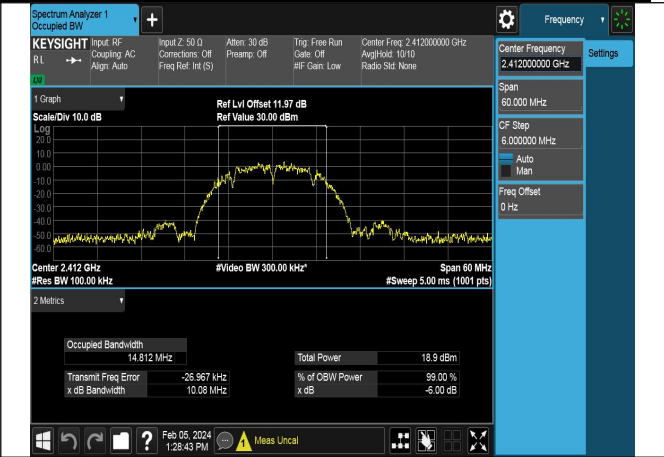 Spectrum Analyzer 1
Occupied BW
+
Frequency
KEYSIGHT
Input: RF
Input Z: 50 Ω
Atten: 30 dB
Trig: Free Run
Center Freq: 2.412000000 GHz
RL
Coupling: AC
Corrections: Off
Preamp: Off
Gate: Off
Avg|Hold: 10/10
Align: Auto
Freq Ref: Int (S)
#IF Gain: Low
Radio Std: None
Center Frequency
2.412000000 GHz
Settings
Span
60.000 MHz
CF Step
6.000000 MHz
Auto
Man
Freq Offset
0 Hz
1 Graph
Scale/Div 10.0 dB
Ref Lvl Offset 11.97 dB
Ref Value 30.00 dBm
Log
20.0
10.0
0.00
-10.0
-20.0
-30.0
-40.0
-50.0
-60.0
Center 2.412 GHz
#Video BW 300.00 kHz*
Span 60 MHz
#Res BW 100.00 kHz
#Sweep 5.00 ms (1001 pts)
2 Metrics
Occupied Bandwidth
14.812 MHz
Total Power
18.9 dBm
Transmit Freq Error
-26.967 kHz
% of OBW Power
99.00 %
x dB Bandwidth
10.08 MHz
x dB
-6.00 dB
?
Feb 05, 2024
1:28:43 PM
Meas Uncal